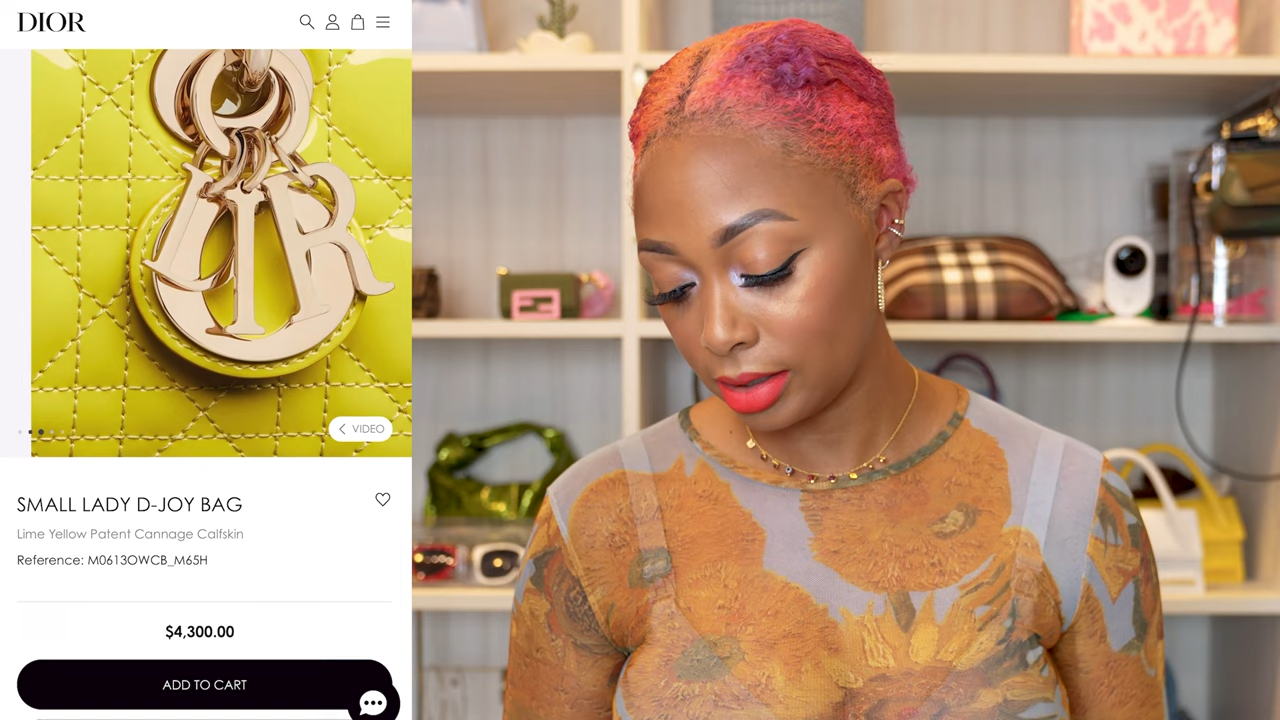 DIOR
VIDEO
SMALL LADY D-JOY BAG
Lime Yellow Patent Cannage Calfskin
Reference: M0613OWCB_M65H
$4,300.00
ADD TO CART